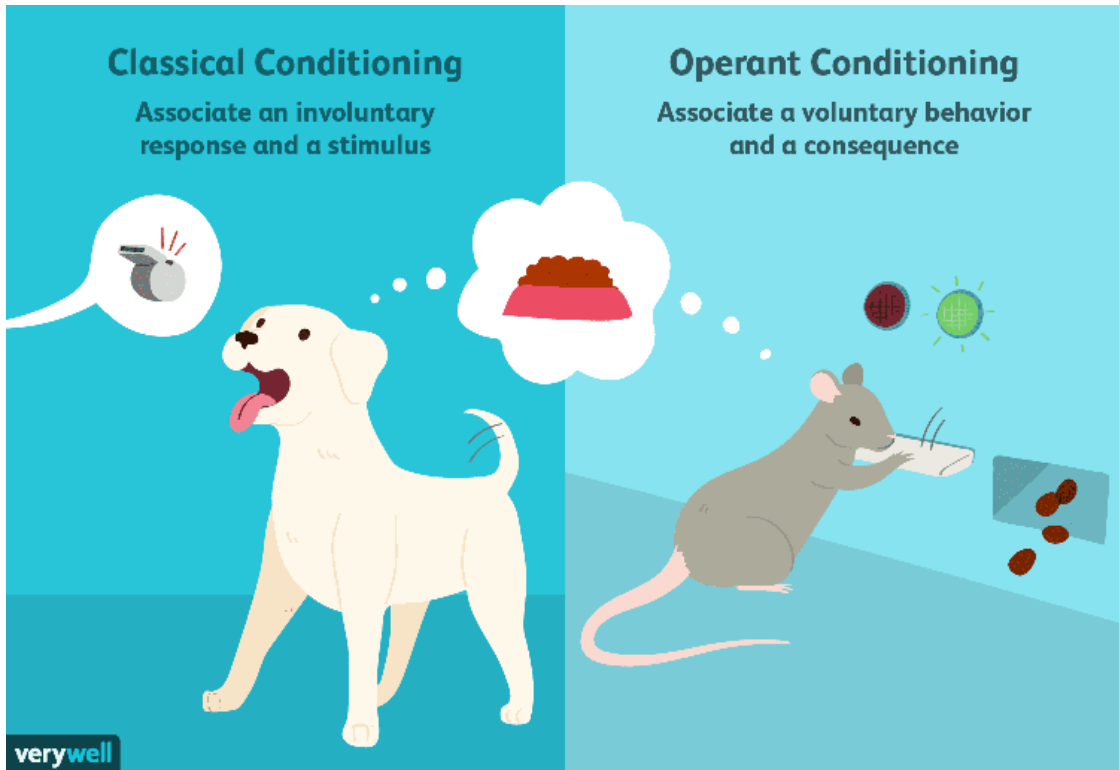 Classical Conditioning
Associate an involuntary
response and a stimulus
Operant Conditioning
Associate a voluntary behavior
and a consequence
verywell